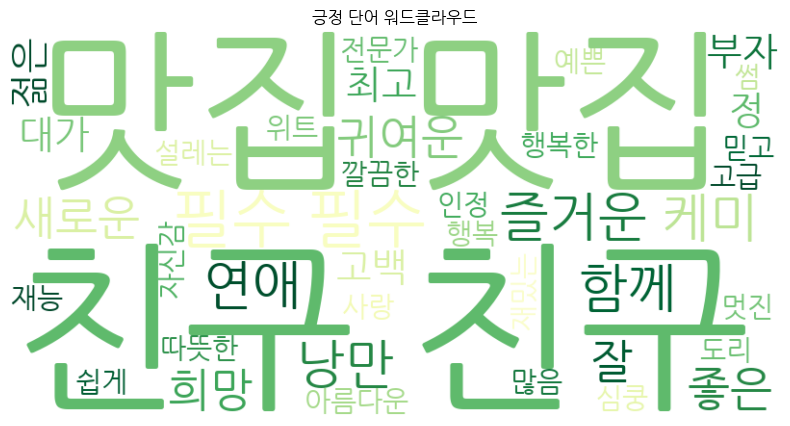 긍정 단어 워드클라우드
젊은
맛집 맛집
전문가
최고
예쁜
부자
썸
정
대가
설레는
위트
귀여운
행복한
믿고
깔끔한
고급
새로운
필수 필수
인정
행복
즐거운
케미
자신감
친구 친구
연애
고백
사랑
재밌는
함께
멋진
재능
따뜻한
쉽게
희망
낭만
아름다운
많음
잘
심쿵
도리
좋은